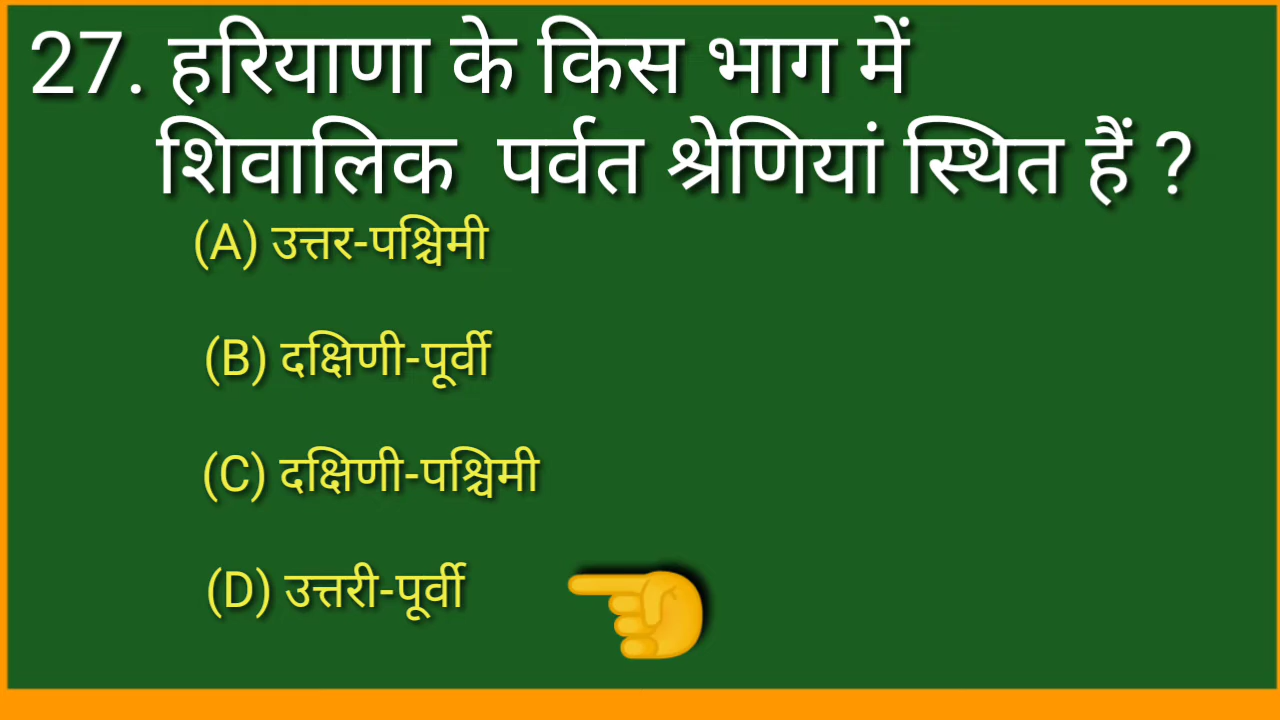 27. हरियाणा के किस भाग में
शिवालिक पर्वत श्रेणियां स्थित हैं ?
(A) उत्तर-पश्चिमी
(B) दक्षिणी-पूर्वी
(C) दक्षिणी-पश्चिमी
(D) उत्तरी-पूर्वी